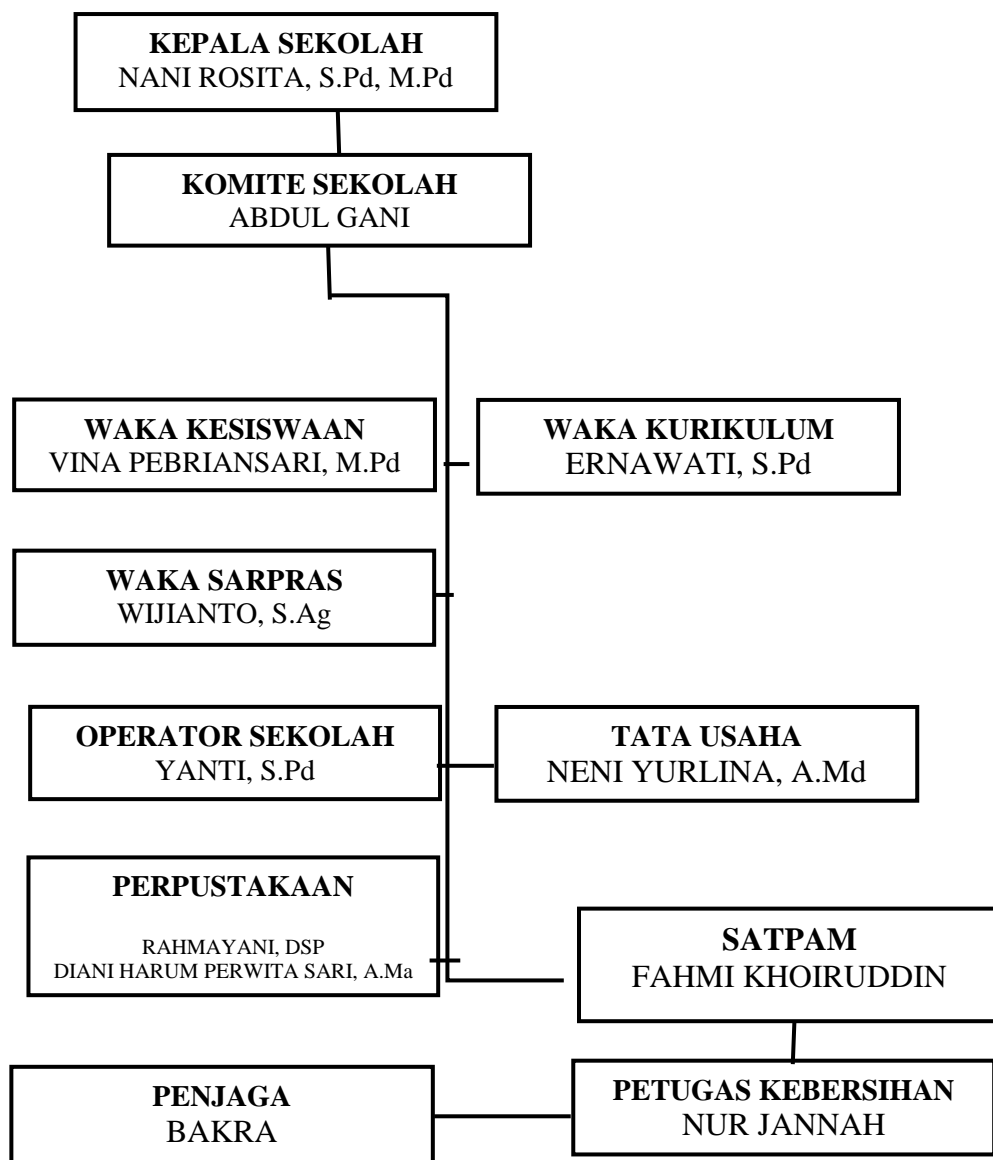 KEPALA SEKOLAH
NANI ROSITA, S.Pd, M.Pd
KOMITE SEKOLAH
ABDUL GANI
WAKA KESISWAAN
VINA PEBRIANSARI, M.Pd
WAKA KURIKULUM
ERNAWATI, S.Pd
WAKA SARPRAS
WIJIANTO, S.Ag
OPERATOR SEKOLAH
YANTI, S.Pd
TATA USAHA
NENI YURLINA, A.Md
PERPUSTAKAAN
RAHMAYANI, DSP
DIANI HARUM PERWITA SARI, A.Ma
SATPAM
FAHMI KHOIRUDDIN
PENJAGA
BAKRA
PETUGAS KEBERSIHAN
NUR JANNAH